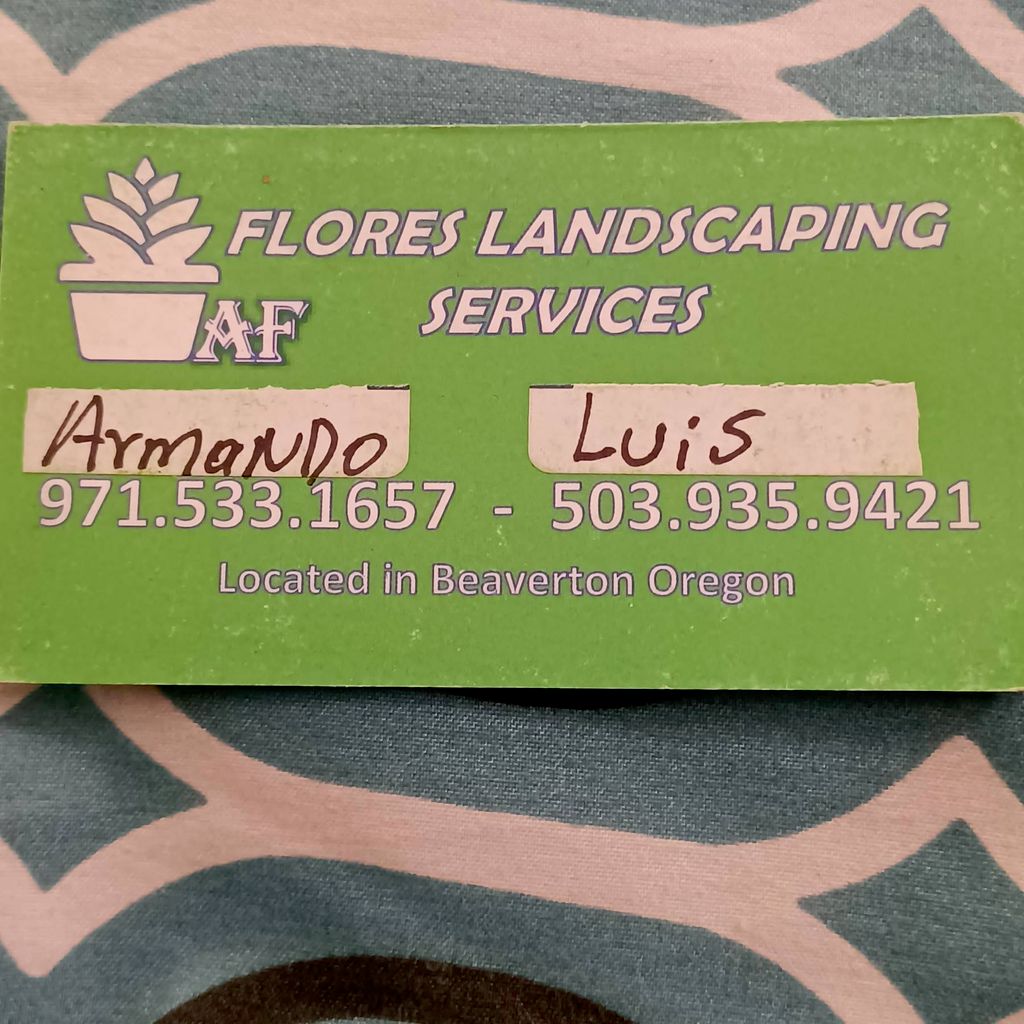 FLORES LANDSCAPING
SERVICES
AF
Armando Luis
971.533.1657 - 503.935.9421
Located in Beaverton Oregon